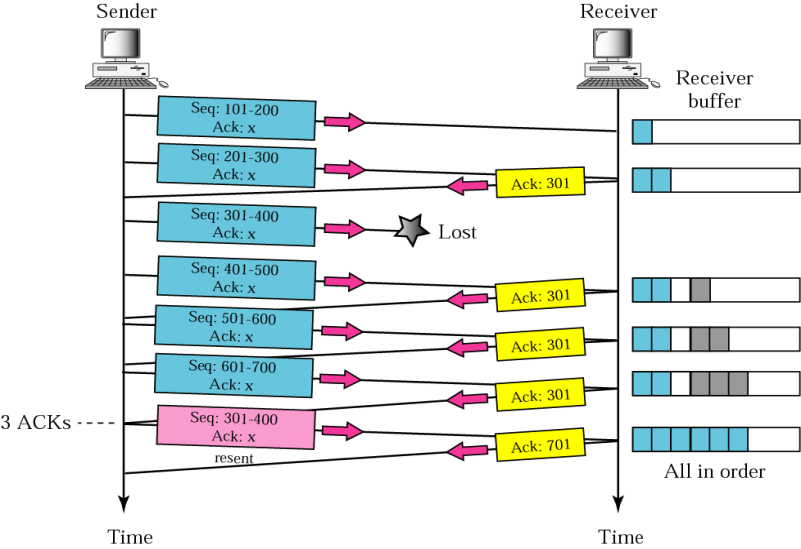 Sender
Receiver
Receiver
buffer
Seq: 101-200
Ack: x
Seq: 201-300
Ack: x
Ack: 301
Seq: 301-400
Ack: x
Lost
Seq: 401-500
Ack: x
Ack: 301
Seq: 501-600
Ack: x
Ack: 301
Seq: 601-700
Ack: x
Ack: 301
3 ACKs
Seq: 301-400
Ack: x
resent
Ack: 701
All in order
Time
Time